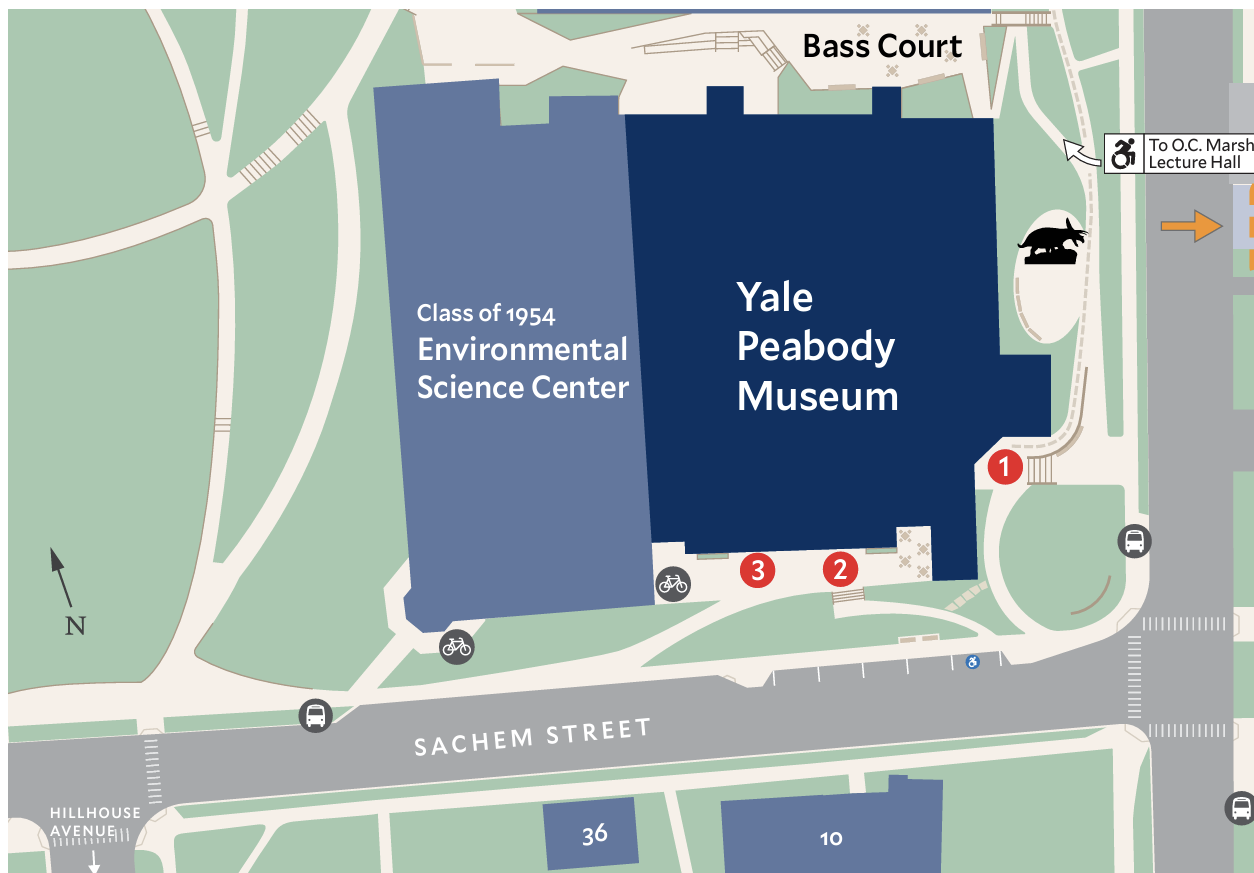 Bass Court
To O.C. Marsh
Lecture Hall
Yale
Peabody
Museum
Class of 1954
Environmental
Science Center
1
3
2
N
SACHEM STREET
HILLHOUSE
AVENUE
36
10